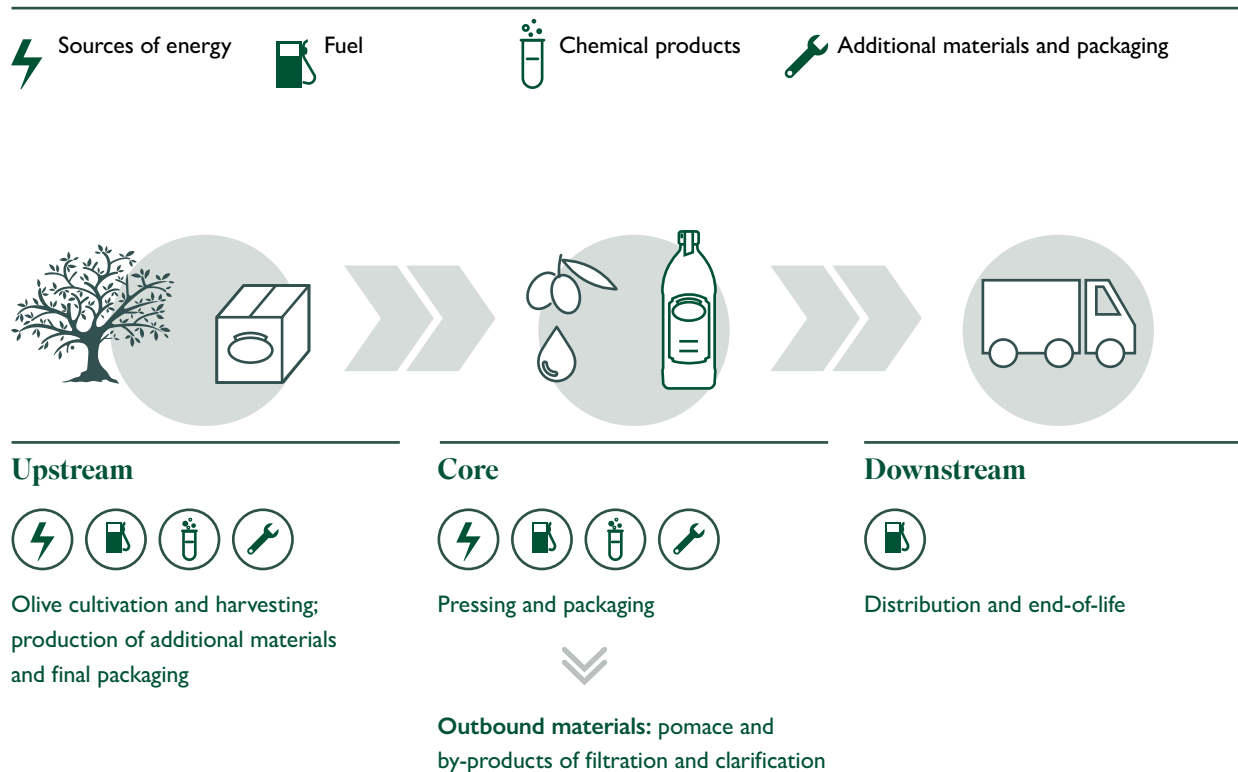 Sources of energy
Fuel
Chemical products
Additional materials and packaging
Upstream
Olive cultivation and harvesting;
production of additional materials
and final packaging
Core
Pressing and packaging
Outbound materials: pomace and
by-products of filtration and clarification
Downstream
Distribution and end-of-life